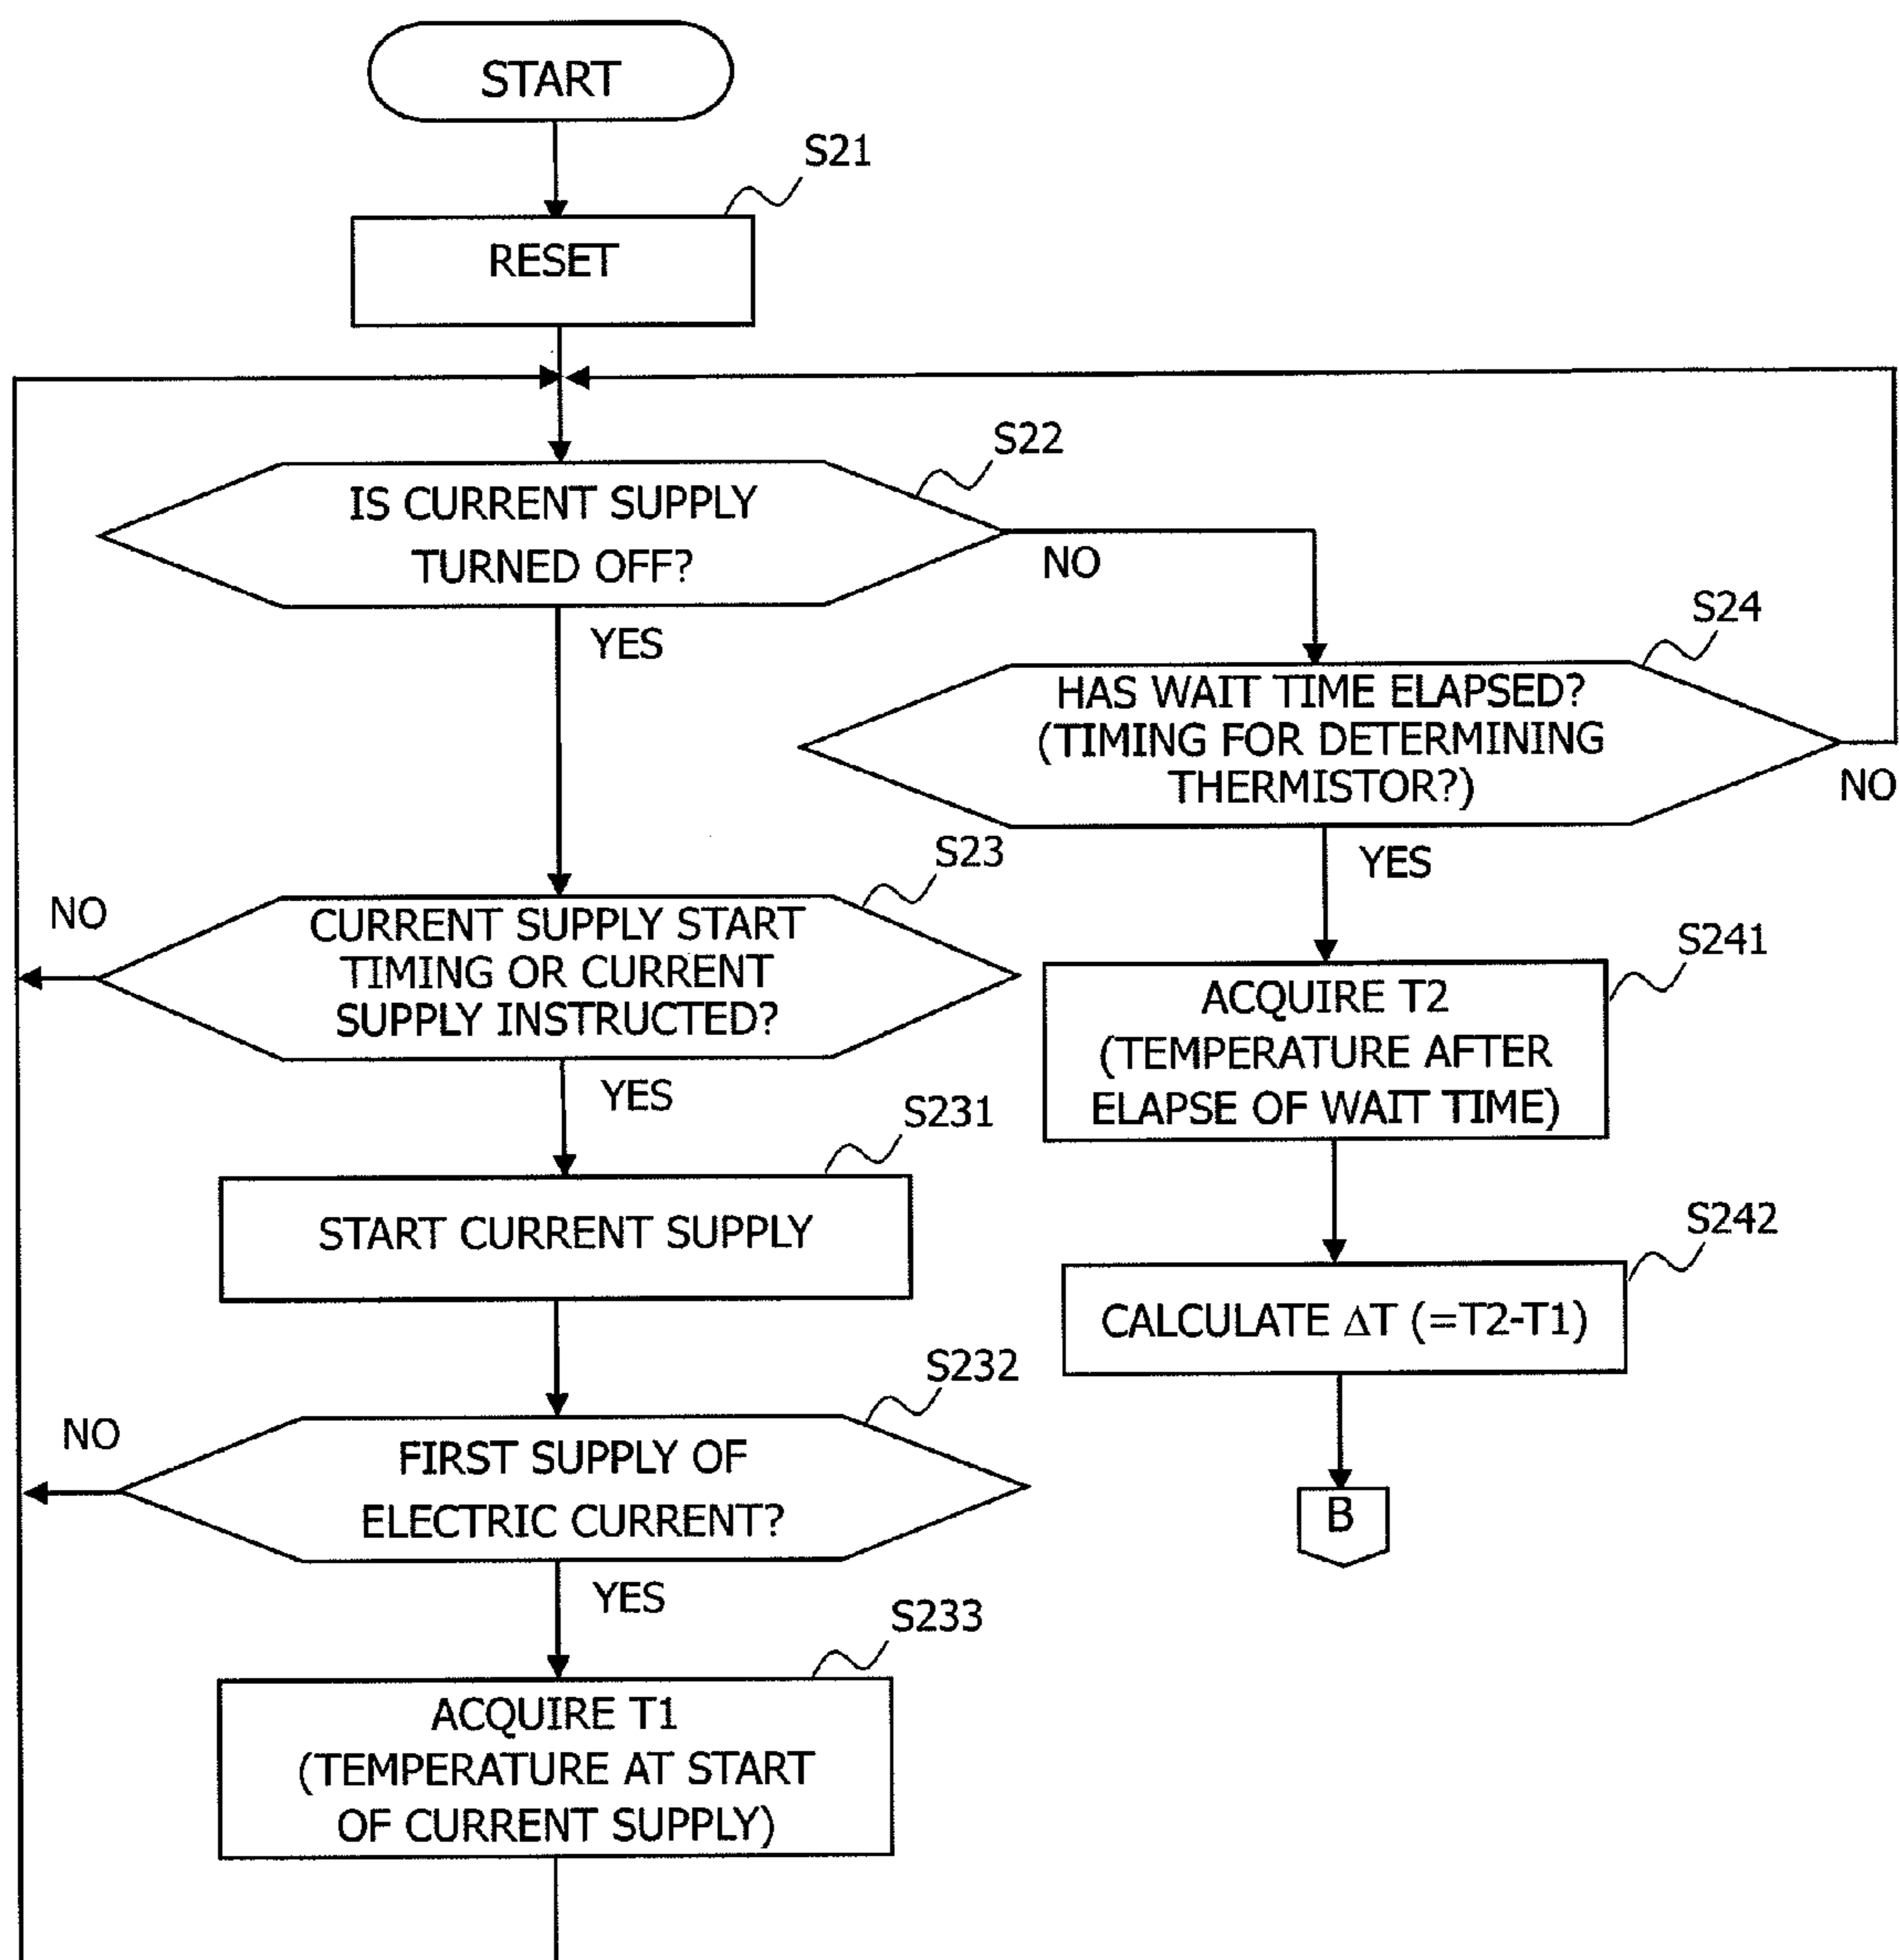 START
S21
RESET
S22
IS CURRENT SUPPLY
TURNED OFF?
NO
YES
S24
HAS WAIT TIME ELAPSED?
(TIMING FOR DETERMINING
THERMISTOR?)
NO
YES
S23
NO
CURRENT SUPPLY START
TIMING OR CURRENT
SUPPLY INSTRUCTED?
YES
S241
ACQUIRE T2
(TEMPERATURE AFTER
ELAPSE OF WAIT TIME)
S231
START CURRENT SUPPLY
S242
CALCULATE ΔT (=T2-T1)
S232
NO
FIRST SUPPLY OF
ELECTRIC CURRENT?
YES
B
S233
ACQUIRE T1
(TEMPERATURE AT START
OF CURRENT SUPPLY)